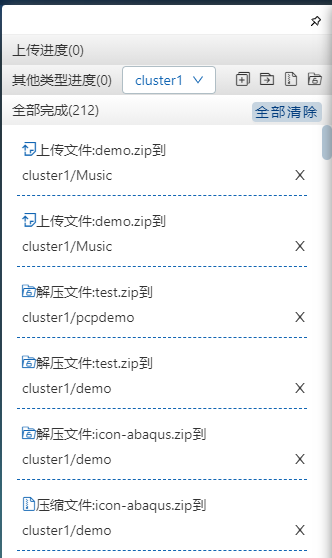 上传进度(0)
其他类型进度(0) cluster1
全部完成(212) 全部清除
上传文件:demo.zip到
cluster1/Music X
上传文件:demo.zip到
cluster1/Music X
解压文件:test.zip到
cluster1/pcpdemo X
解压文件:test.zip到
cluster1/demo X
解压文件:icon-abaqus.zip到
cluster1/demo X
压缩文件:icon-abaqus.zip到
cluster1/demo X